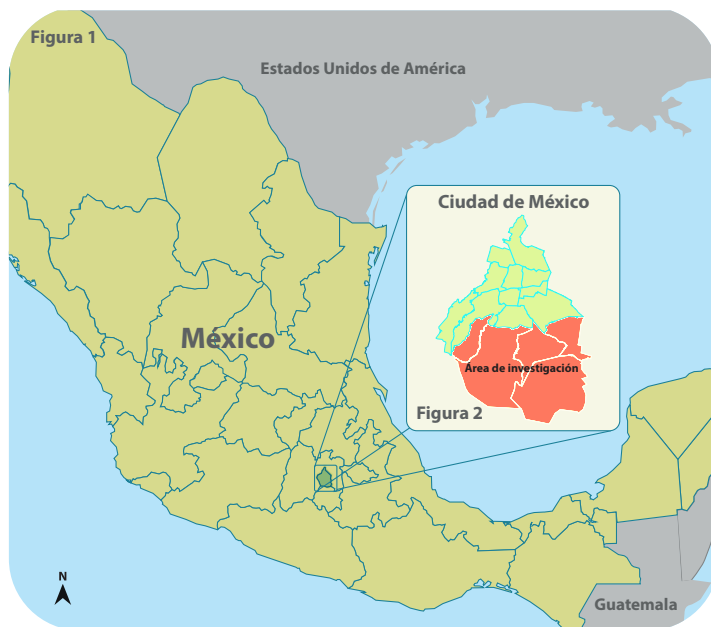 Figura 1
Estados Unidos de América
Ciudad de México
México
Área de investigación
Figura 2
N
Guatemala